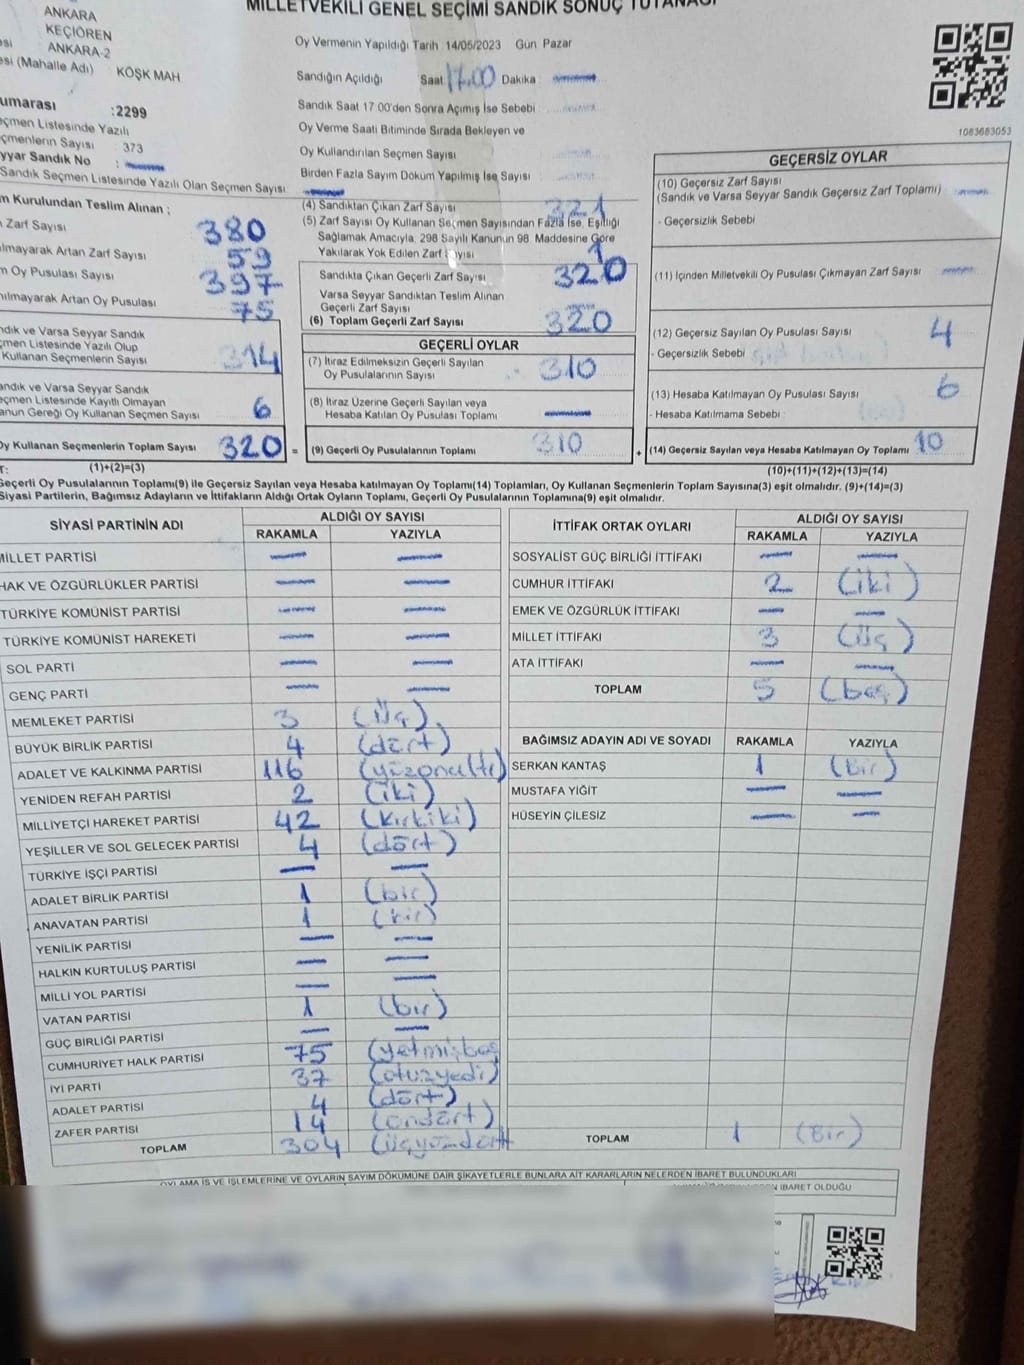 MİLLETVEKİLİ GENEL SEÇİMİ SANDIK SONUÇ TUTANAĞI
ANKARA
KEÇİÖREN
ANKARA-2
esi (Mahalle Adı) KÖŞK MAH
umarası :2299
eçmen Listesinde Yazılı
çmenlerin Sayısı : 373
yyar Sandık No :
Sandık Seçmen Listesinde Yazılı Olan Seçmen Sayısı
Oy Vermenin Yapıldığı Tarih 14/05/2023 Gün Pazar
Sandığın Açıldığı Saat 17.00 Dakika
Sandık Saat 17 00'den Sonra Açımış İse Sebebi
Oy Verme Saati Bitiminde Sırada Bekleyen ve
Oy Kullandırılan Seçmen Sayısı
Birden Fazla Sayım Döküm Yapılmış İse Sayısı
1083683053
m Kurulundan Teslim Alınan ;
Zarf Sayısı 380
lmayarak Artan Zarf Sayısı 59
m Oy Pusulası Sayısı 397
nılmayarak Artan Oy Pusulası 75
ndık ve Varsa Seyyar Sandık
çmen Listesinde Yazılı Olup
Kullanan Seçmenlerin Sayısı 314
andık ve Varsa Seyyar Sandık
eçmen Listesinde Kayıtlı Olmayan
anun Gereği Oy Kullanan Seçmen Sayısı 6
Oy Kullanan Seçmenlerin Toplam Sayısı 320 =
(1)+(2)=(3)
(4) Sandıktan Çıkan Zarf Sayısı 321
(5) Zarf Sayısı Oy Kullanan Seçmen Sayısından Fazla İse, Eşitliği
Sağlamak Amacıyla, 298 Sayılı Kanunun 98 Maddesine Göre
Yakılarak Yok Edilen Zarf Sayısı 1
Sandıkta Çıkan Geçerli Zarf Sayısı 320
Varsa Seyyar Sandıktan Teslim Alınan
Geçerli Zarf Sayısı
(6) Toplam Geçerli Zarf Sayısı 320
GEÇERLİ OYLAR
(7) İtiraz Edilmeksizin Geçerli Sayılan
Oy Pusulalarının Sayısı 310
(8) İtiraz Üzerine Geçerli Sayılan veya
Hesaba Katılan Oy Pusulası Toplamı
(9) Geçerli Oy Pusulalarının Toplamı 310 +
GEÇERSİZ OYLAR
(10) Geçersiz Zarf Sayısı
(Sandık ve Varsa Seyyar Sandık Geçersiz Zarf Toplamı)
- Geçersizlik Sebebi
(11) İçinden Milletvekili Oy Pusulası Çıkmayan Zarf Sayısı
(12) Geçersiz Sayılan Oy Pusulası Sayısı 4
- Geçersizlik Sebebi
(13) Hesaba Katılmayan Oy Pusulası Sayısı 6
- Hesaba Katılmama Sebebi :
(14) Geçersiz Sayılan veya Hesaba Katılmayan Oy Toplamı 10
(10)+(11)+(12)+(13)=(14)
T:
Geçerli Oy Pusulalarının Toplamı(9) ile Geçersiz Sayılan veya Hesaba katılmayan Oy Toplamı(14) Toplamları, Oy Kullanan Seçmenlerin Toplam Sayısına(3) eşit olmalıdır. (9)+(14)=(3)
Siyasi Partilerin, Bağımsız Adayların ve İttifakların Aldığı Ortak Oyların Toplamı, Geçerli Oy Pusulalarının Toplamına(9) eşit olmalıdır.
SİYASİ PARTİNİN ADI ALDIĞI OY SAYISI
RAKAMLA YAZIYLA
MİLLET PARTİSİ
HAK VE ÖZGÜRLÜKLER PARTİSİ
TÜRKİYE KOMÜNİST PARTİSİ
TÜRKİYE KOMÜNİST HAREKETİ
SOL PARTİ
GENÇ PARTİ
MEMLEKET PARTİSİ 3 (Üç)
BÜYÜK BİRLİK PARTİSİ 4 (dört)
ADALET VE KALKINMA PARTİSİ 116 (yüzonaltı)
YENİDEN REFAH PARTİSİ 2 (iki)
MİLLİYETÇİ HAREKET PARTİSİ 42 (kırkiki)
YEŞİLLER VE SOL GELECEK PARTİSİ 4 (dört)
TÜRKİYE İŞÇİ PARTİSİ
ADALET BİRLİK PARTİSİ 1 (bir)
ANAVATAN PARTİSİ 1 (bir)
YENİLİK PARTİSİ
HALKIN KURTULUŞ PARTİSİ
MİLLİ YOL PARTİSİ
VATAN PARTİSİ 1 (bir)
GÜÇ BİRLİĞİ PARTİSİ
CUMHURİYET HALK PARTİSİ 75 (yetmişbeş
İYİ PARTİ 37 (otuzyedi)
ADALET PARTİSİ 4 (dört)
ZAFER PARTİSİ 14 (ondört)
TOPLAM 304 (üçyüzdört
İTTİFAK ORTAK OYLARI ALDIĞI OY SAYISI
RAKAMLA YAZIYLA
SOSYALİST GÜÇ BİRLİĞİ İTTİFAKI
CUMHUR İTTİFAKI 2 (iki)
EMEK VE ÖZGÜRLÜK İTTİFAKI
MİLLET İTTİFAKI 3 (üç)
ATA İTTİFAKI
TOPLAM 5 (beş)
BAĞIMSIZ ADAYIN ADI VE SOYADI RAKAMLA YAZIYLA
SERKAN KANTAŞ 1 (Bir)
MUSTAFA YİĞİT
HÜSEYİN ÇİLESİZ
TOPLAM 1 (Bir)
OYLAMA İŞ VE İŞLEMLERİNE VE OYLARIN SAYIM DÖKÜMÜNE DAİR ŞİKAYETLERLE BUNLARA AİT KARARLARIN NELERDEN İBARET BULUNDUKLARI
İBARET OLDUĞU